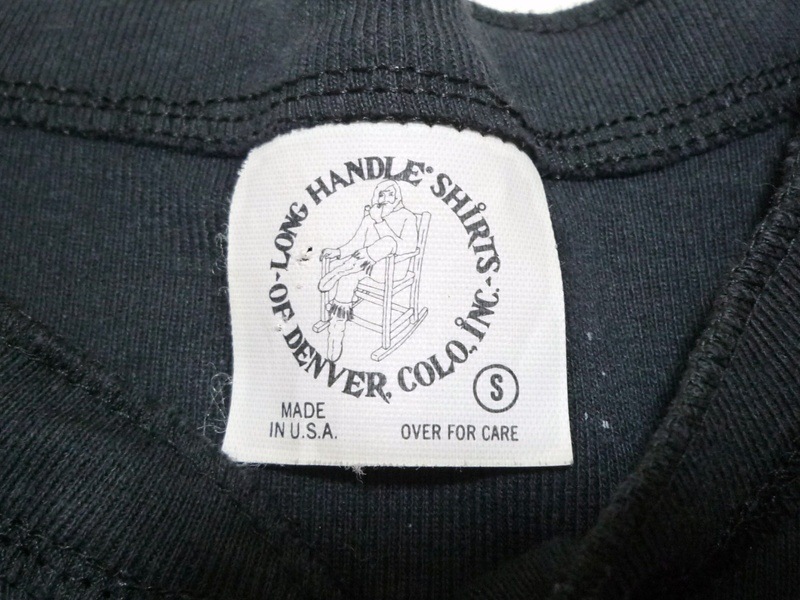 -LONG HANDLE® SHiRTS-
OF DENVER, COLO., iNC.
S
MADE
IN U.S.A.
OVER FOR CARE